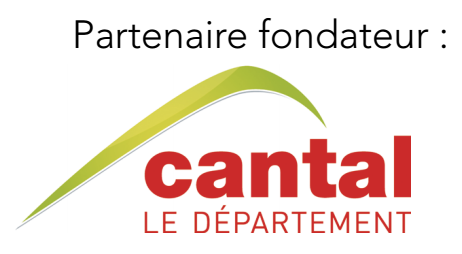 Partenaire fondateur :
cantal
LE DÉPARTEMENT